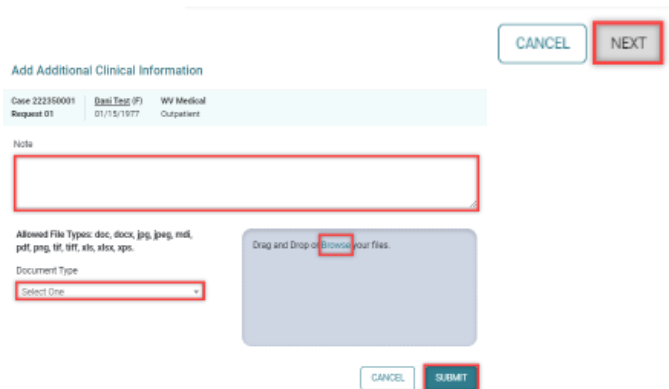 CANCEL NEXT
Add Additional Clinical Information
Case 222350001 Dani Test (F) WV Medical
Request 01 01/15/1977 Outpatient
Note
Allowed File Types: doc, docx, jpg, jpeg, mdi,
pdf, png, tif, tiff, xls, xlsx, xps.
Drag and Drop or Browse your files.
Document Type
Select One
CANCEL SUBMIT